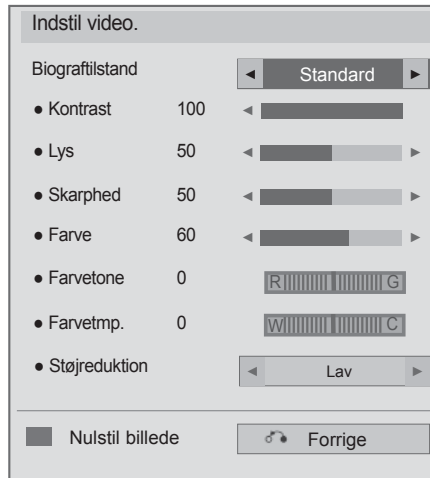 Indstil video.
Biograftilstand ◄ Standard ►
● Kontrast 100 ◄
● Lys 50 ◄ ►
● Skarphed 50 ◄ ►
● Farve 60 ◄ ►
● Farvetone 0 R G
● Farvetmp. 0 W C
● Støjreduktion ◄ Lav ►
Nulstil billede Forrige